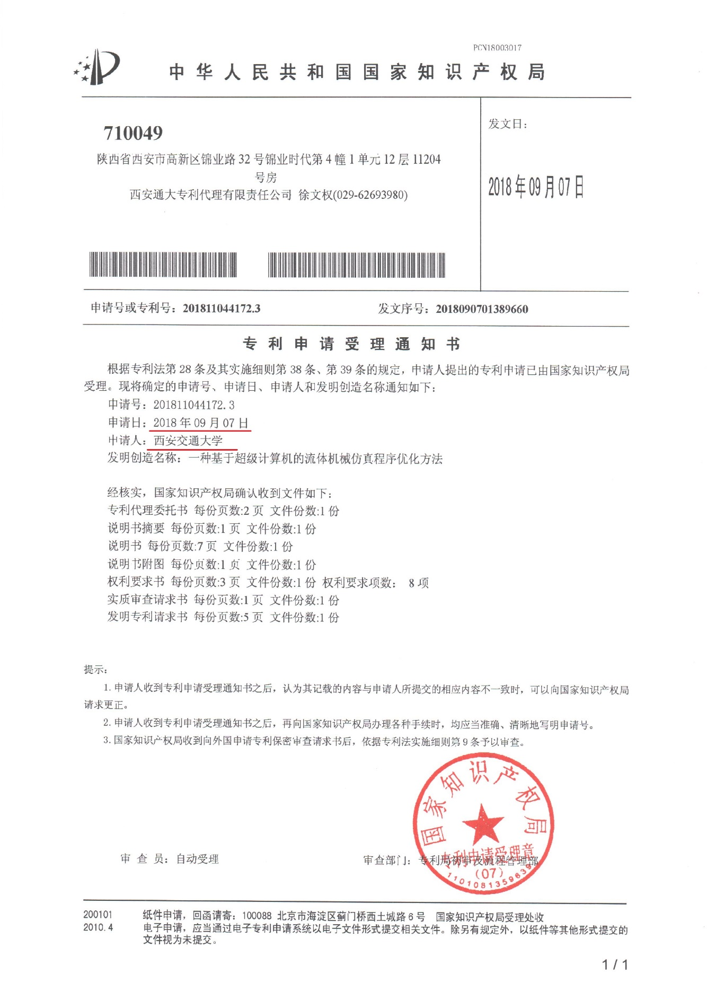 PCN18003017
中华人民共和国国家知识产权局
710049
陕西省西安市高新区锦业路 32 号锦业时代第 4 幢 1 单元 12 层 11204
号房
西安通大专利代理有限责任公司 徐文权(029-62693980)
发文日：
2018 年 09 月 07 日
申请号或专利号：201811044172.3
发文序号：2018090701389660
专利申请受理通知书
根据专利法第 28 条及其实施细则第 38 条、第 39 条的规定，申请人提出的专利申请已由国家知识产权局
受理。现将确定的申请号、申请日、申请人和发明创造名称通知如下：
申请号：201811044172.3
申请日：2018 年 09 月 07 日
申请人：西安交通大学
发明创造名称：一种基于超级计算机的流体机械仿真程序优化方法
经核实，国家知识产权局确认收到文件如下：
专利代理委托书 每份页数:2 页 文件份数:1 份
说明书摘要 每份页数:1 页 文件份数:1 份
说明书 每份页数:7 页 文件份数:1 份
说明书附图 每份页数:1 页 文件份数:1 份
权利要求书 每份页数:3 页 文件份数:1 份 权利要求项数： 8 项
实质审查请求书 每份页数:1 页 文件份数:1 份
发明专利请求书 每份页数:5 页 文件份数:1 份
提示：
1. 申请人收到专利申请受理通知书之后，认为其记载的内容与申请人所提交的相应内容不一致时，可以向国家知识产权局
请求更正。
2. 申请人收到专利申请受理通知书之后，再向国家知识产权局办理各种手续时，均应当准确、清晰地写明申请号。
3. 国家知识产权局收到向外国申请专利保密审查请求书后，依据专利法实施细则第 9 条予以审查。
国家知识产权局
专利申请受理章
(07)
1101081359639
审 查 员：自动受理
审查部门：专利局初审及流程管理部
200101
2010.4
纸件申请，回函请寄：100088 北京市海淀区蓟门桥西土城路 6 号 国家知识产权局受理处收
电子申请，应当通过电子专利申请系统以电子文件形式提交相关文件。除另有规定外，以纸件等其他形式提交的
文件视为未提交。
1 / 1